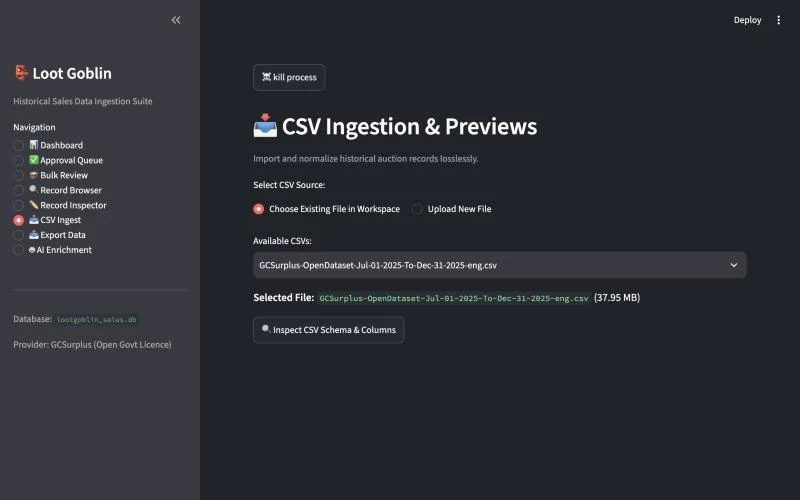 Deploy
Loot Goblin
Historical Sales Data Ingestion Suite
Navigation
Dashboard
Approval Queue
Bulk Review
Record Browser
Record Inspector
CSV Ingest
Export Data
AI Enrichment
Database: lootgoblin_sales.db
Provider: GCSurplus (Open Govt Licence)
kill process
CSV Ingestion & Previews
Import and normalize historical auction records losslessly.
Select CSV Source:
Choose Existing File in Workspace
Upload New File
Available CSVs:
GCSurplus-OpenDataset-Jul-01-2025-To-Dec-31-2025-eng.csv
Selected File: GCSurplus-OpenDataset-Jul-01-2025-To-Dec-31-2025-eng.csv (37.95 MB)
Inspect CSV Schema & Columns